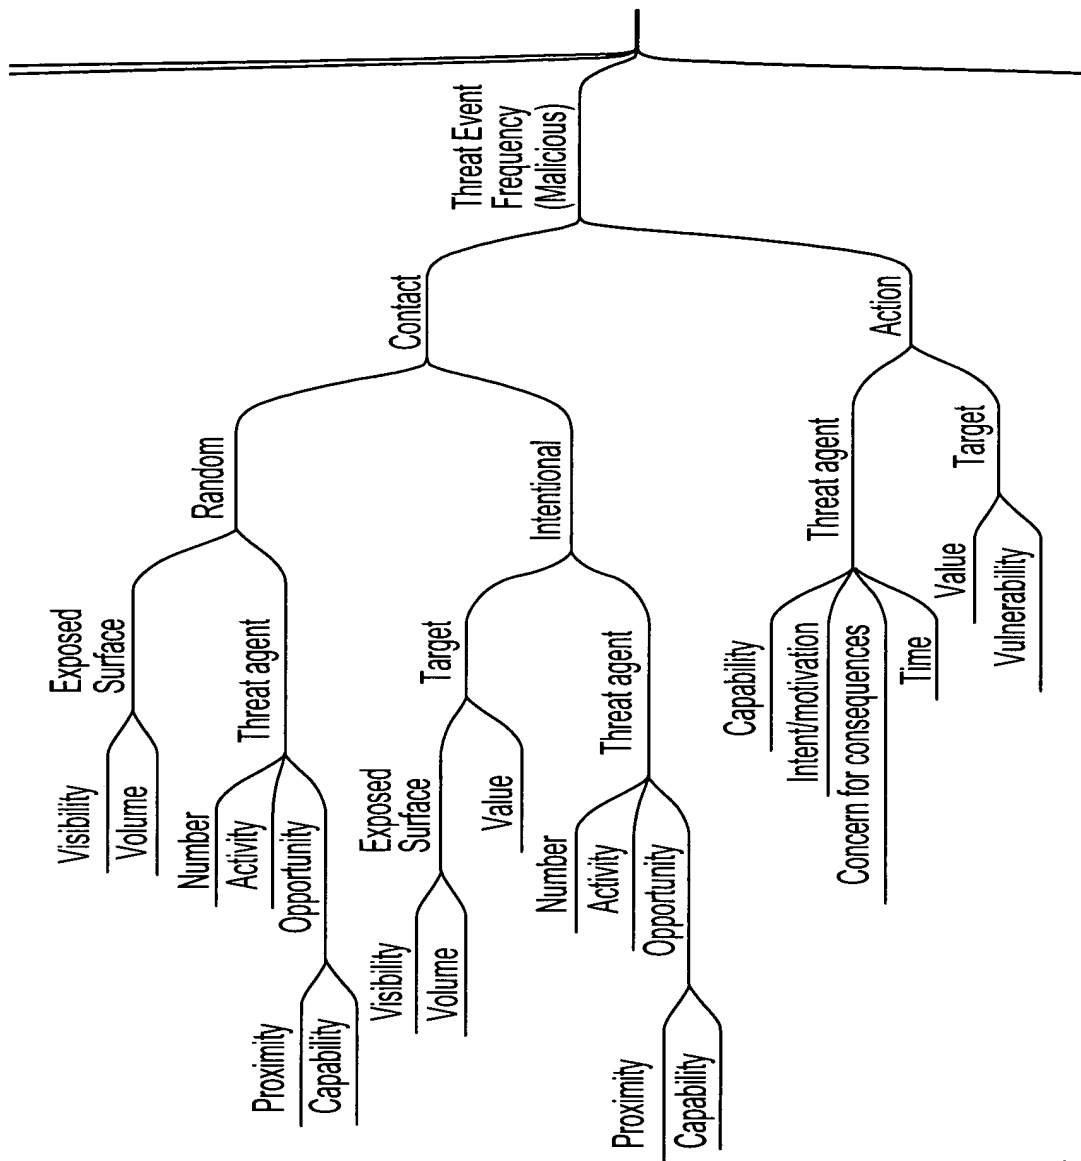 Threat Event
Frequency
(Malicious)
Contact
Random
Exposed
Surface
Visibility
Volume
Threat agent
Number
Activity
Opportunity
Proximity
Capability
Intentional
Target
Exposed
Surface
Visibility
Volume
Value
Threat agent
Number
Activity
Opportunity
Proximity
Capability
Action
Threat agent
Capability
Intent/motivation
Concern for consequences
Time
Target
Value
Vulnerability